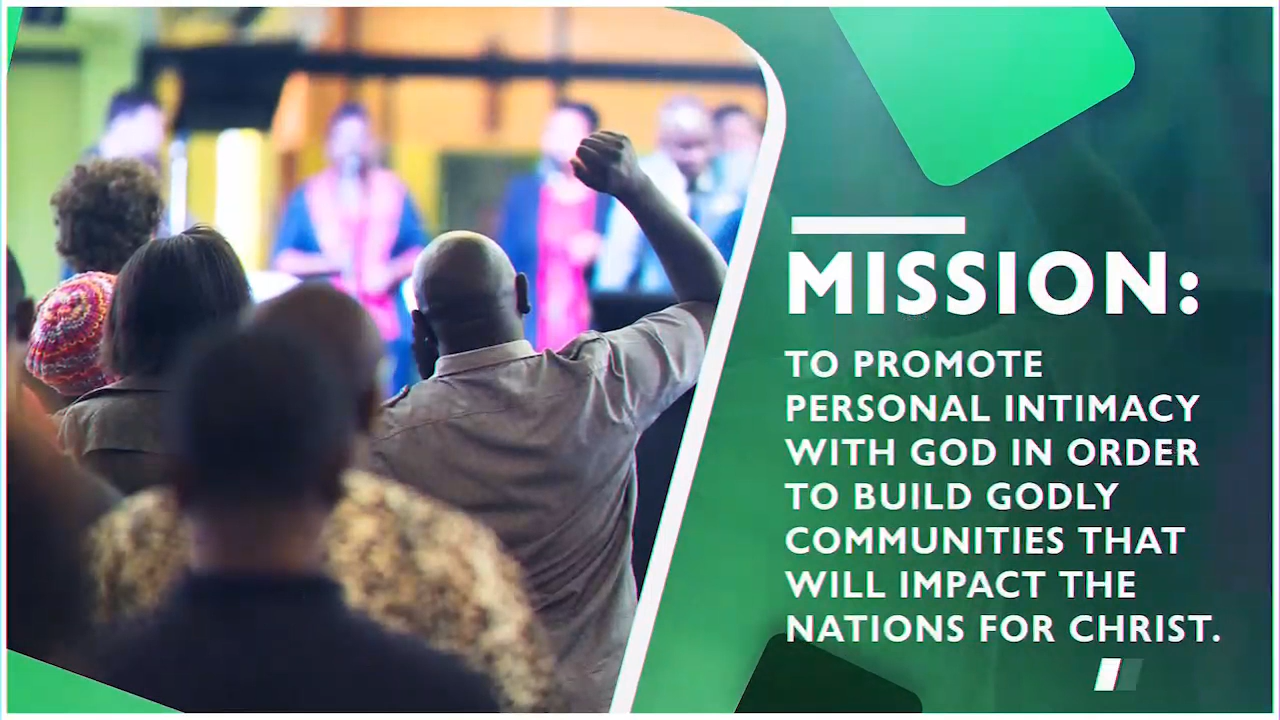 MISSION:
TO PROMOTE
PERSONAL INTIMACY
WITH GOD IN ORDER
TO BUILD GODLY
COMMUNITIES THAT
WILL IMPACT THE
NATIONS FOR CHRIST.